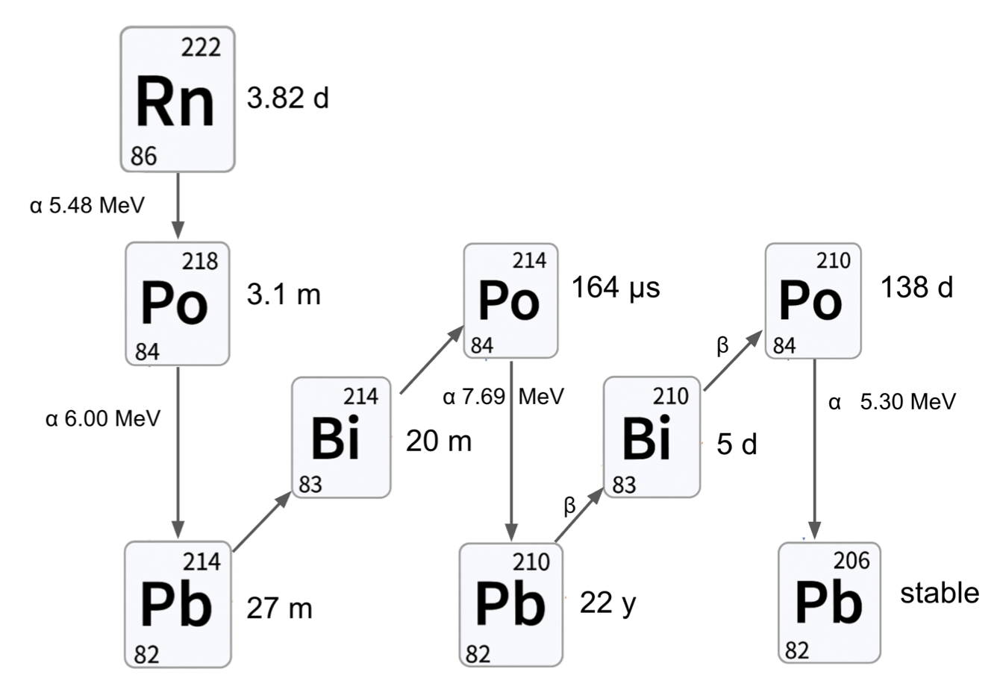 222
Rn
86
3.82 d
α 5.48 MeV
218
Po
84
3.1 m
214
Po
84
164 µs
210
Po
84
138 d
α 6.00 MeV
214
Bi
83
20 m
α 7.69 MeV
210
Bi
83
5 d
β
α 5.30 MeV
β
214
Pb
82
27 m
210
Pb
82
22 y
206
Pb
82
stable